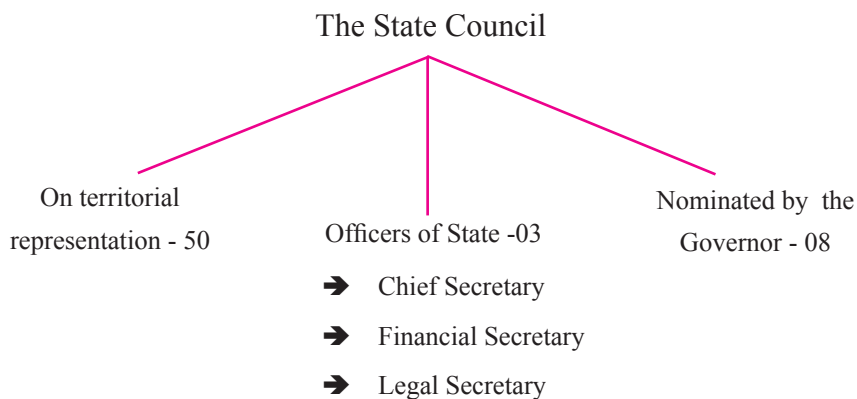 The State Council
On territorial
representation - 50
Officers of State -03
➔ Chief Secretary
➔ Financial Secretary
➔ Legal Secretary
Nominated by the
Governor - 08